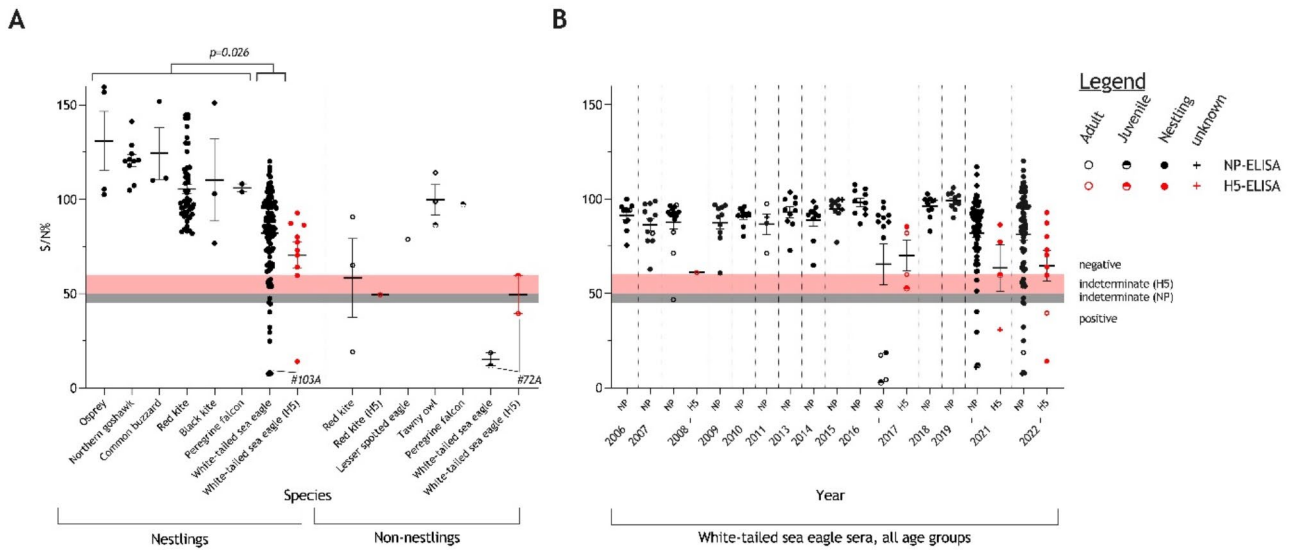 A
p=0.026
S/N%
150
100
50
0
#103A
#72A
Osprey
Northern goshawk
Common buzzard
Red kite
Black kite
Peregrine falcon
White-tailed sea eagle
White-tailed sea eagle (H5)
Red kite
Red kite (H5)
Lesser spotted eagle
Tawny owl
Peregrine falcon
White-tailed sea eagle
White-tailed sea eagle (H5)
Species
Nestlings
Non-nestlings
B
150
100
50
0
NP
NP
NP
H5
NP
NP
NP
NP
NP
NP
NP
NP
H5
NP
NP
NP
H5
NP
H5
2006
2007
2008
2009
2010
2011
2013
2014
2015
2016
2017
2018
2019
2021
2022
Year
White-tailed sea eagle sera, all age groups
Legend
Adult
Juvenile
Nestling
unknown
NP-ELISA
H5-ELISA
negative
indeterminate (H5)
indeterminate (NP)
positive